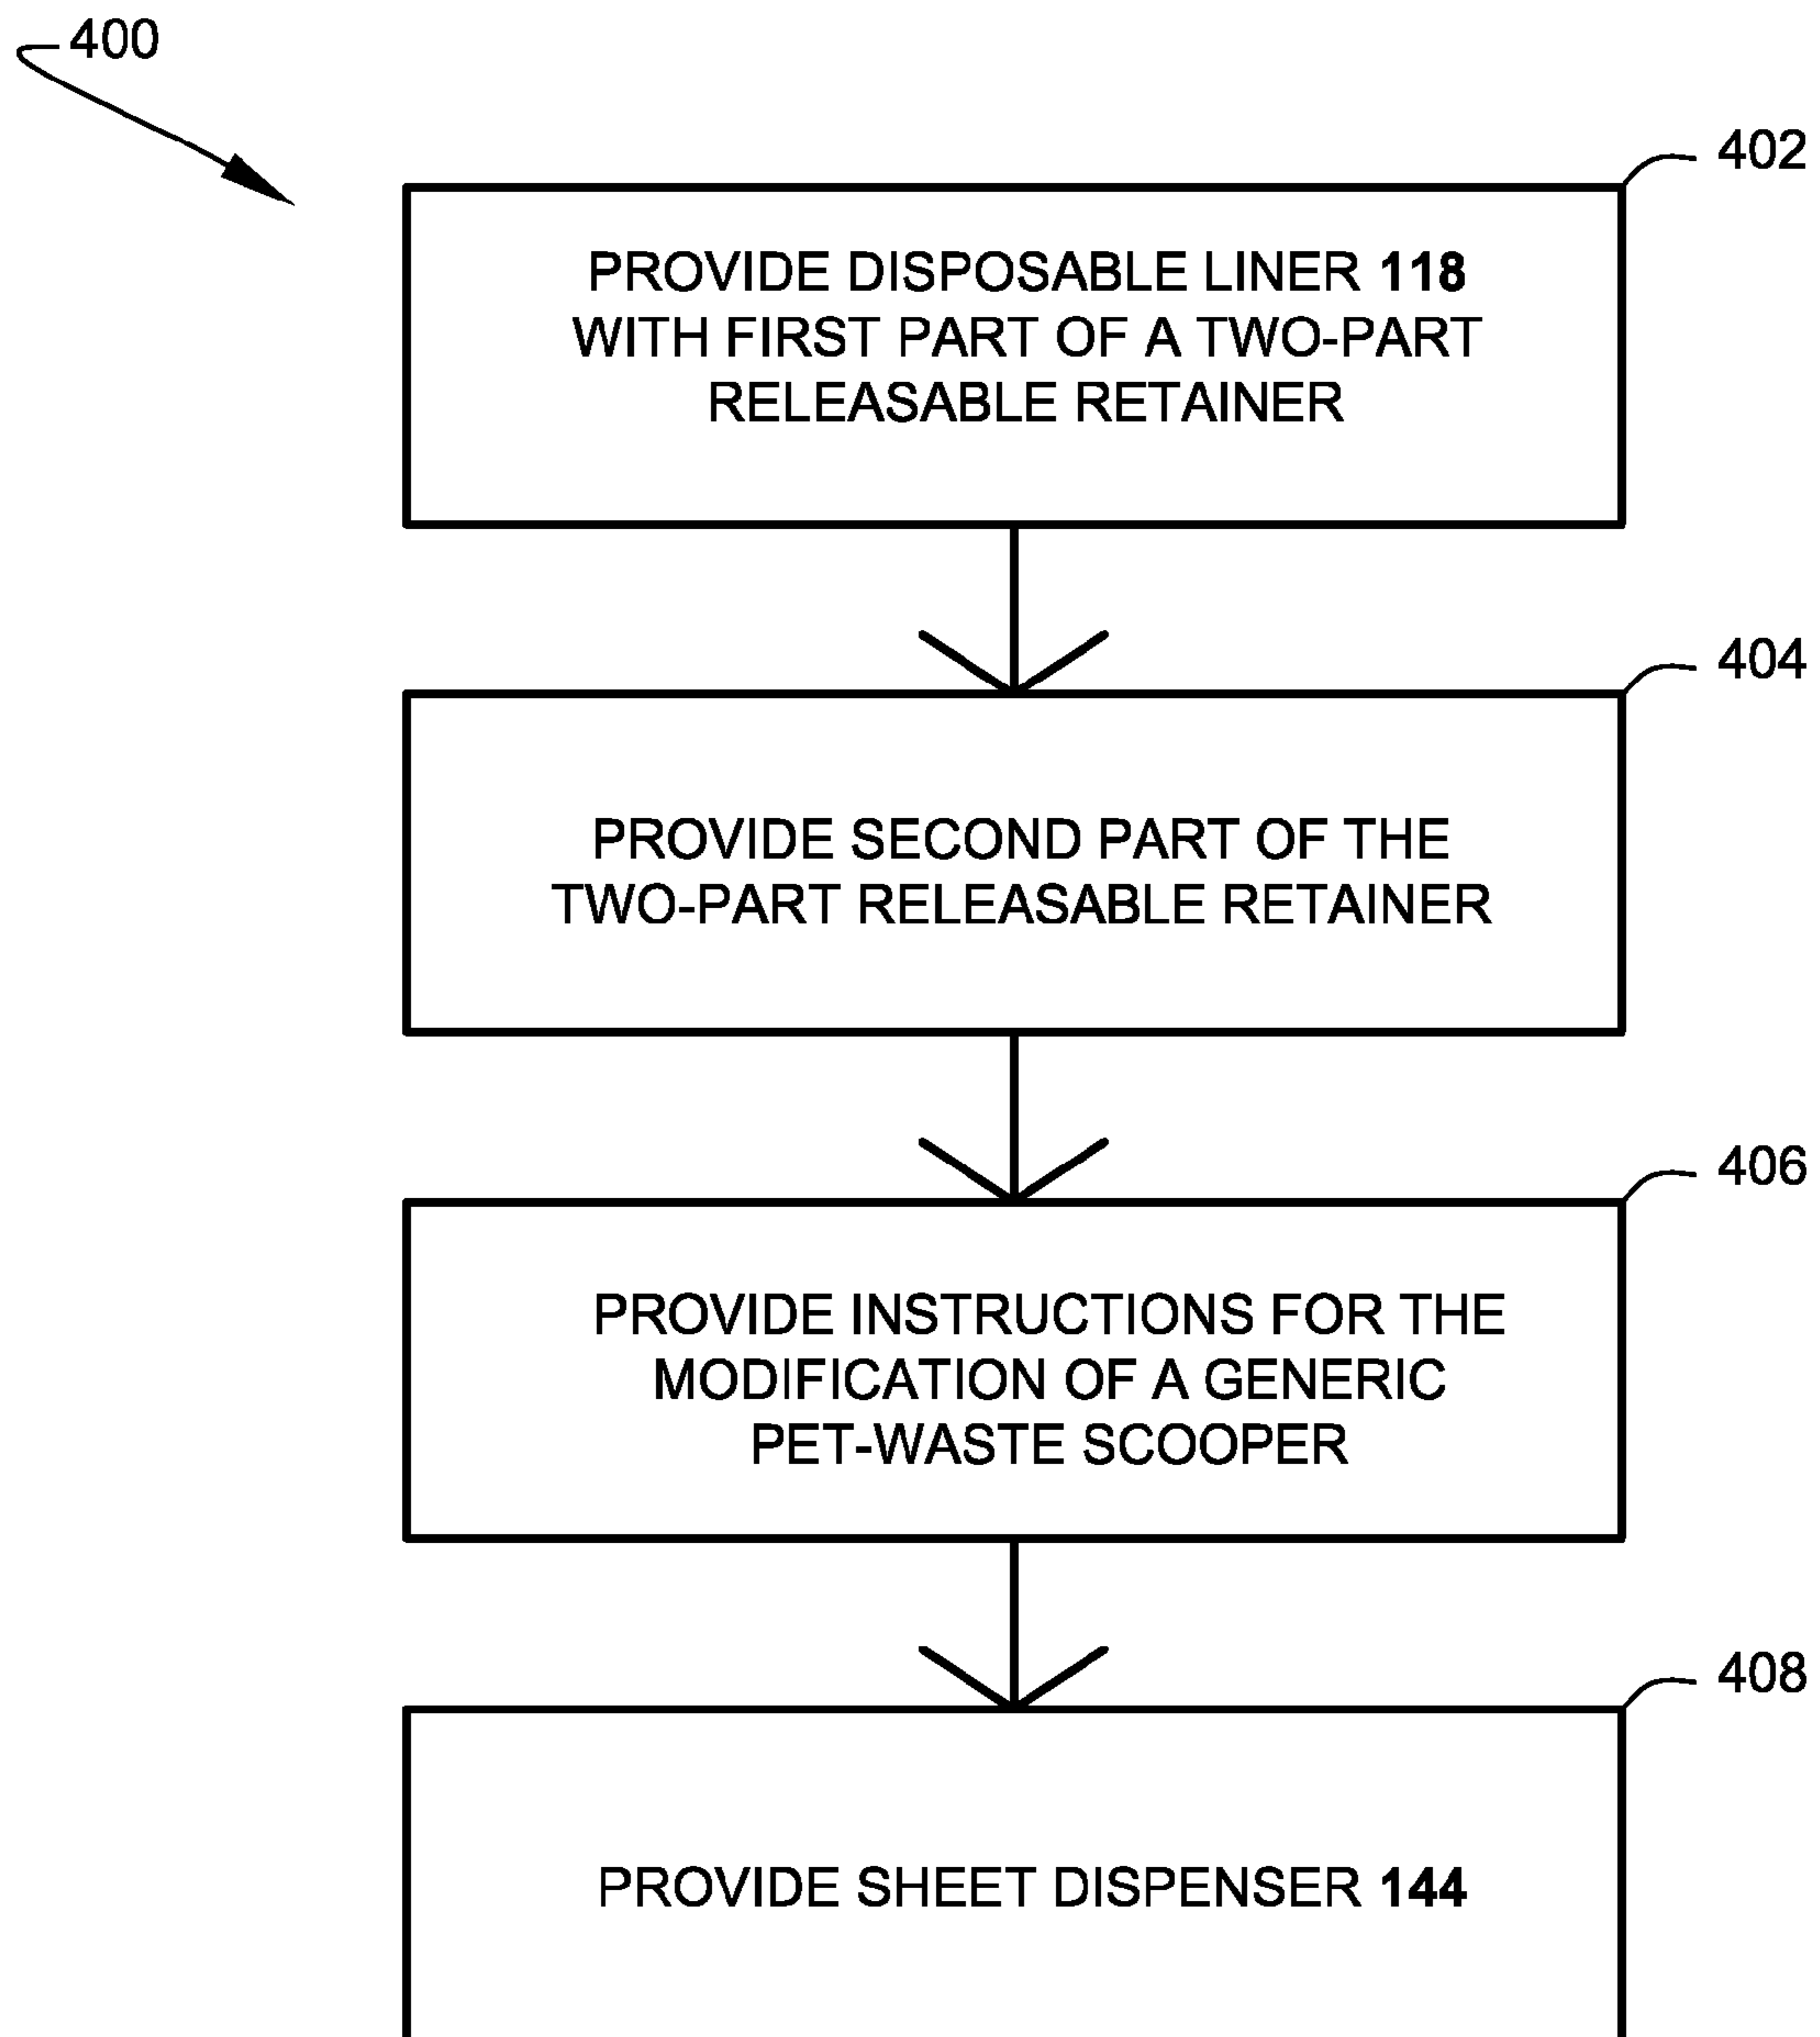 400
402
PROVIDE DISPOSABLE LINER 118
WITH FIRST PART OF A TWO-PART
RELEASABLE RETAINER
404
PROVIDE SECOND PART OF THE
TWO-PART RELEASABLE RETAINER
406
PROVIDE INSTRUCTIONS FOR THE
MODIFICATION OF A GENERIC
PET-WASTE SCOOPER
408
PROVIDE SHEET DISPENSER 144